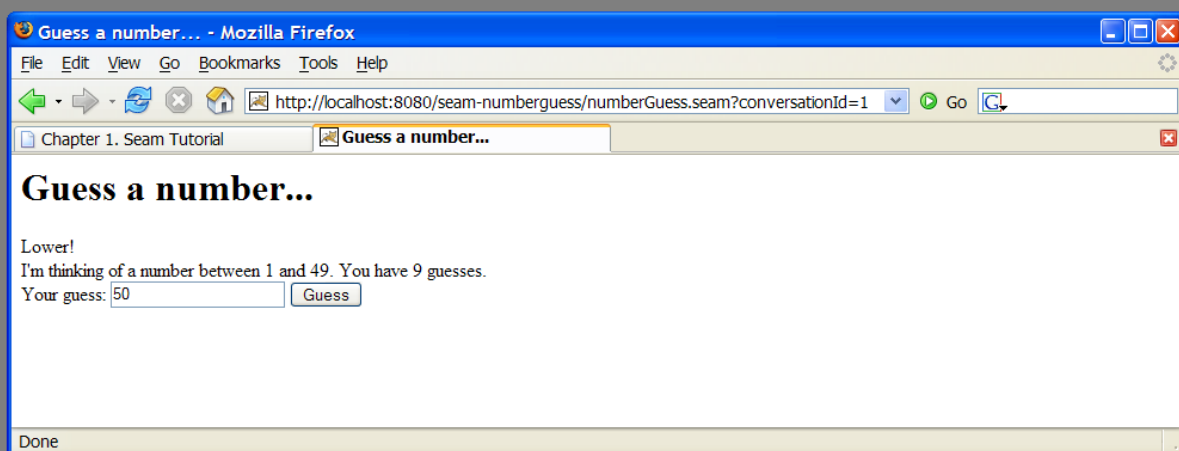 Guess a number... - Mozilla Firefox
File Edit View Go Bookmarks Tools Help
http://localhost:8080/seam-numberguess/numberGuess.seam?conversationId=1 Go G
Chapter 1. Seam Tutorial Guess a number...
Guess a number...
Lower!
I'm thinking of a number between 1 and 49. You have 9 guesses.
Your guess: 50 Guess
Done